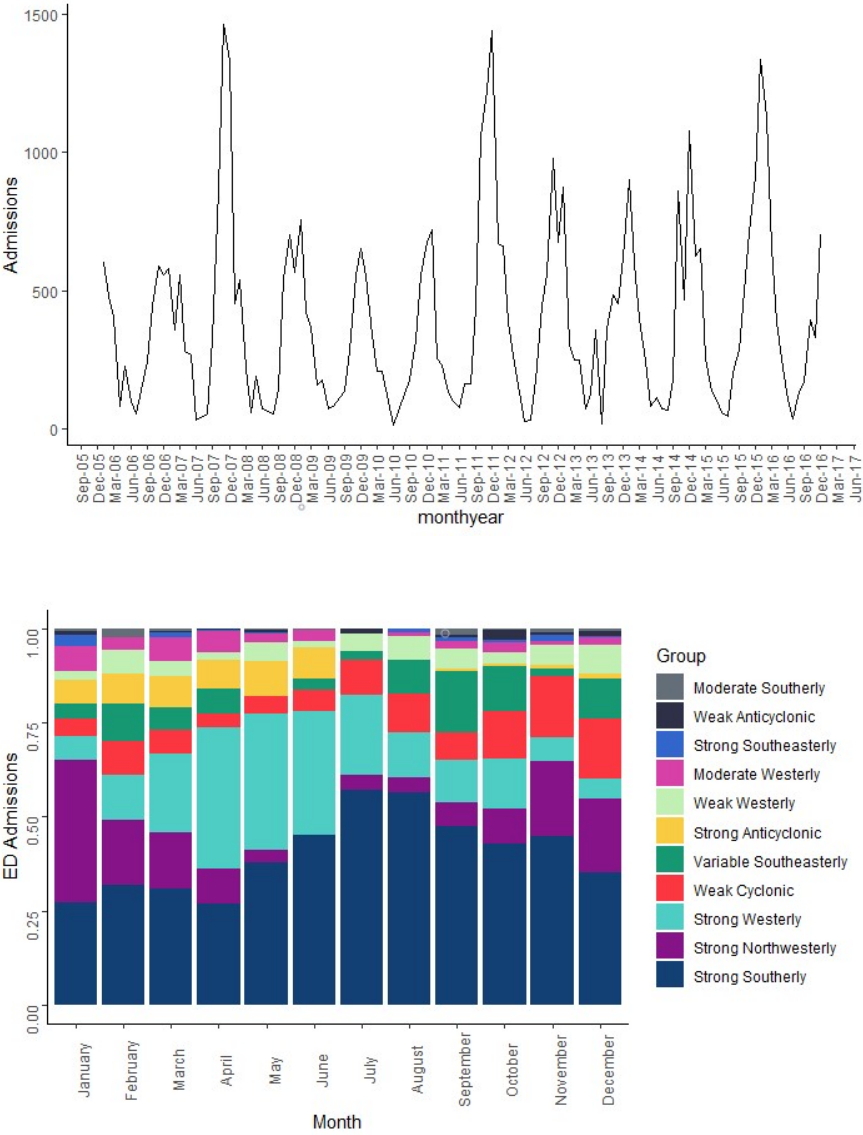 1500
1000
500
0
Admissions
Sep-05 Dec-05 Mar-06 Jun-06 Sep-06 Dec-06 Mar-07 Jun-07 Sep-07 Dec-07 Mar-08 Jun-08 Sep-08 Dec-08 Mar-09 Jun-09 Sep-09 Dec-09 Mar-10 Jun-10 Sep-10 Dec-10 Mar-11 Jun-11 Sep-11 Dec-11 Mar-12 Jun-12 Sep-12 Dec-12 Mar-13 Jun-13 Sep-13 Dec-13 Mar-14 Jun-14 Sep-14 Dec-14 Mar-15 Jun-15 Sep-15 Dec-15 Mar-16 Jun-16 Sep-16 Dec-16 Mar-17 Jun-17
monthyear
1.00
0.75
0.50
0.25
0.00
ED Admissions
January February March April May June July August September October November December
Month
Group
Moderate Southerly
Weak Anticyclonic
Strong Southeasterly
Moderate Westerly
Weak Westerly
Strong Anticyclonic
Variable Southeasterly
Weak Cyclonic
Strong Westerly
Strong Northwesterly
Strong Southerly